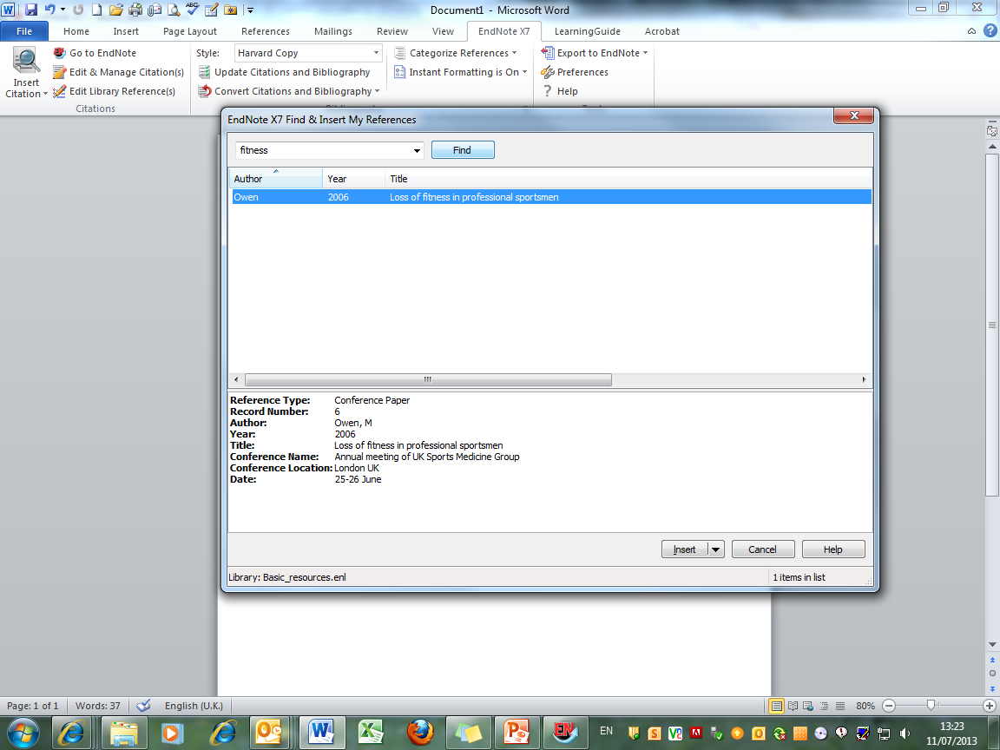 Document1 - Microsoft Word
File Home Insert Page Layout References Mailings Review View EndNote X7 LearningGuide Acrobat
Insert Citation
Go to EndNote
Edit & Manage Citation(s)
Edit Library Reference(s)
Citations
Style: Harvard Copy
Update Citations and Bibliography
Convert Citations and Bibliography
Categorize References
Instant Formatting is On
Export to EndNote
Preferences
? Help
EndNote X7 Find & Insert My References
fitness Find
Author Year Title
Owen 2006 Loss of fitness in professional sportsmen
Reference Type: Conference Paper
Record Number: 6
Author: Owen, M
Year: 2006
Title: Loss of fitness in professional sportsmen
Conference Name: Annual meeting of UK Sports Medicine Group
Conference Location: London UK
Date: 25-26 June
Insert Cancel Help
Library: Basic_resources.enl 1 items in list
Page: 1 of 1 Words: 37 English (U.K.) 80%
EN 13:23
11/07/2013